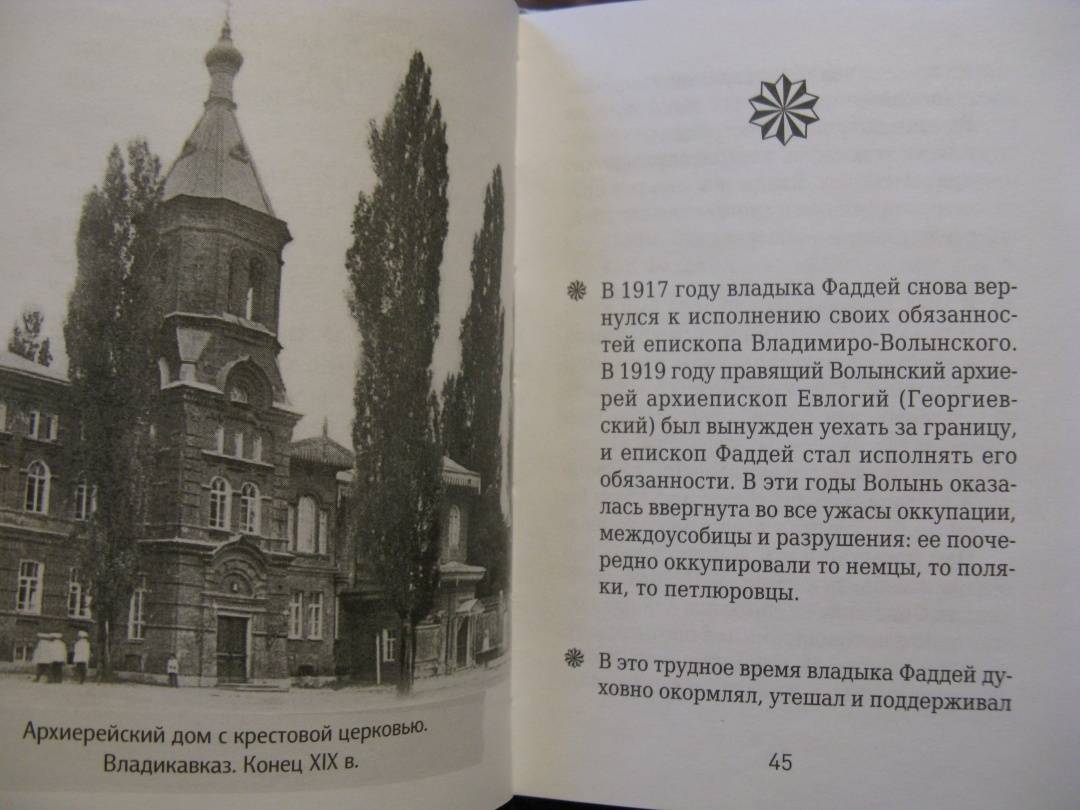 Архиерейский дом с крестовой церковью.
Владикавказ. Конец XIX в.
В 1917 году владыка Фаддей снова вер-
нулся к исполнению своих обязаннос-
тей епископа Владимиро-Волынского.
В 1919 году правящий Волынский архие-
рей архиепископ Евлогий (Георгиев-
ский) был вынужден уехать за границу,
и епископ Фаддей стал исполнять его
обязанности. В эти годы Волынь оказа-
лась ввергнута во все ужасы оккупации,
междоусобицы и разрушения: ее пооче-
редно оккупировали то немцы, то поля-
ки, то петлюровцы.
В это трудное время владыка Фаддей ду-
ховно окормлял, утешал и поддерживал
45